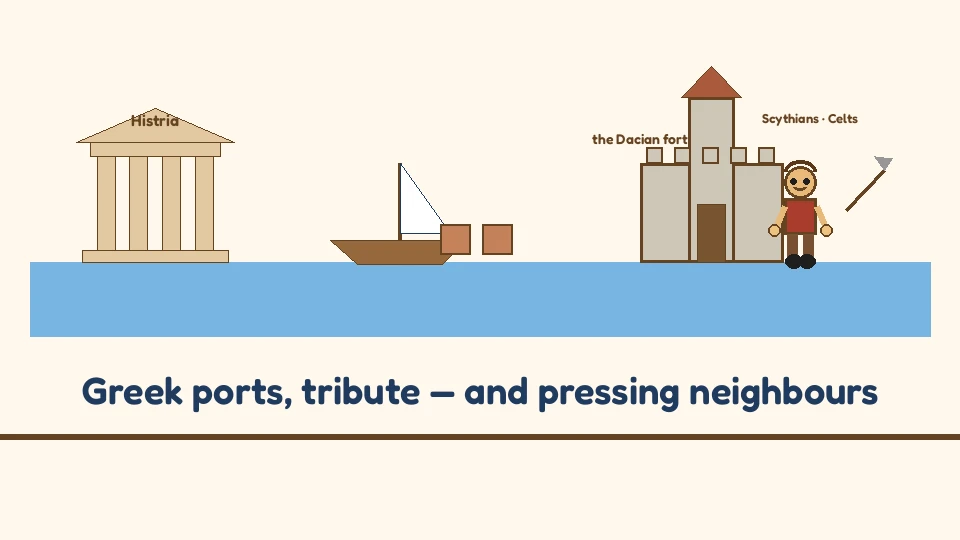 Histria
the Dacian fort
Scythians · Celts
Greek ports, tribute — and pressing neighbours